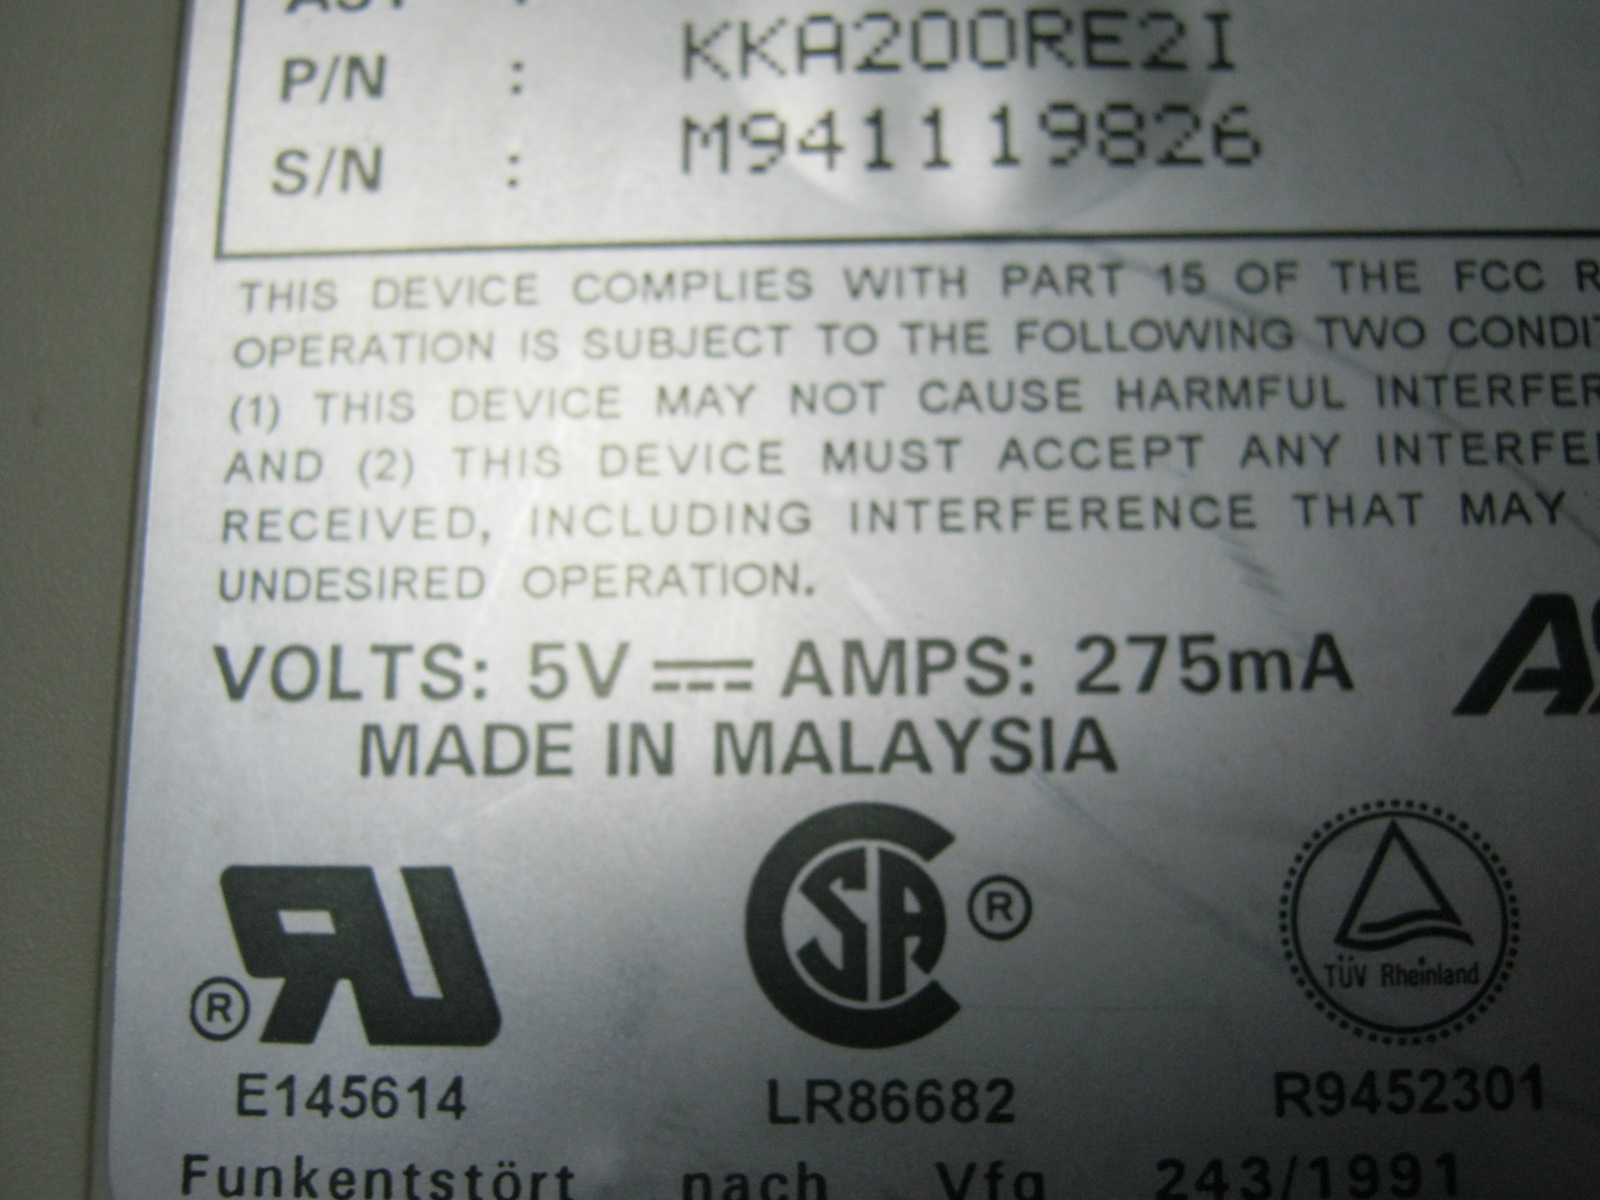 AST :
P/N : KKA200RE2I
S/N : M941119826
THIS DEVICE COMPLIES WITH PART 15 OF THE FCC
OPERATION IS SUBJECT TO THE FOLLOWING TWO
(1) THIS DEVICE MAY NOT CAUSE HARMFUL
AND (2) THIS DEVICE MUST ACCEPT ANY
RECEIVED, INCLUDING INTERFERENCE THAT MAY
UNDESIRED OPERATION.
VOLTS: 5V AMPS: 275mA
MADE IN MALAYSIA
CSA ®
TÜV Rheinland
®
E145614 LR86682 R9452301
Funkentstört nach Vfg 243/1991